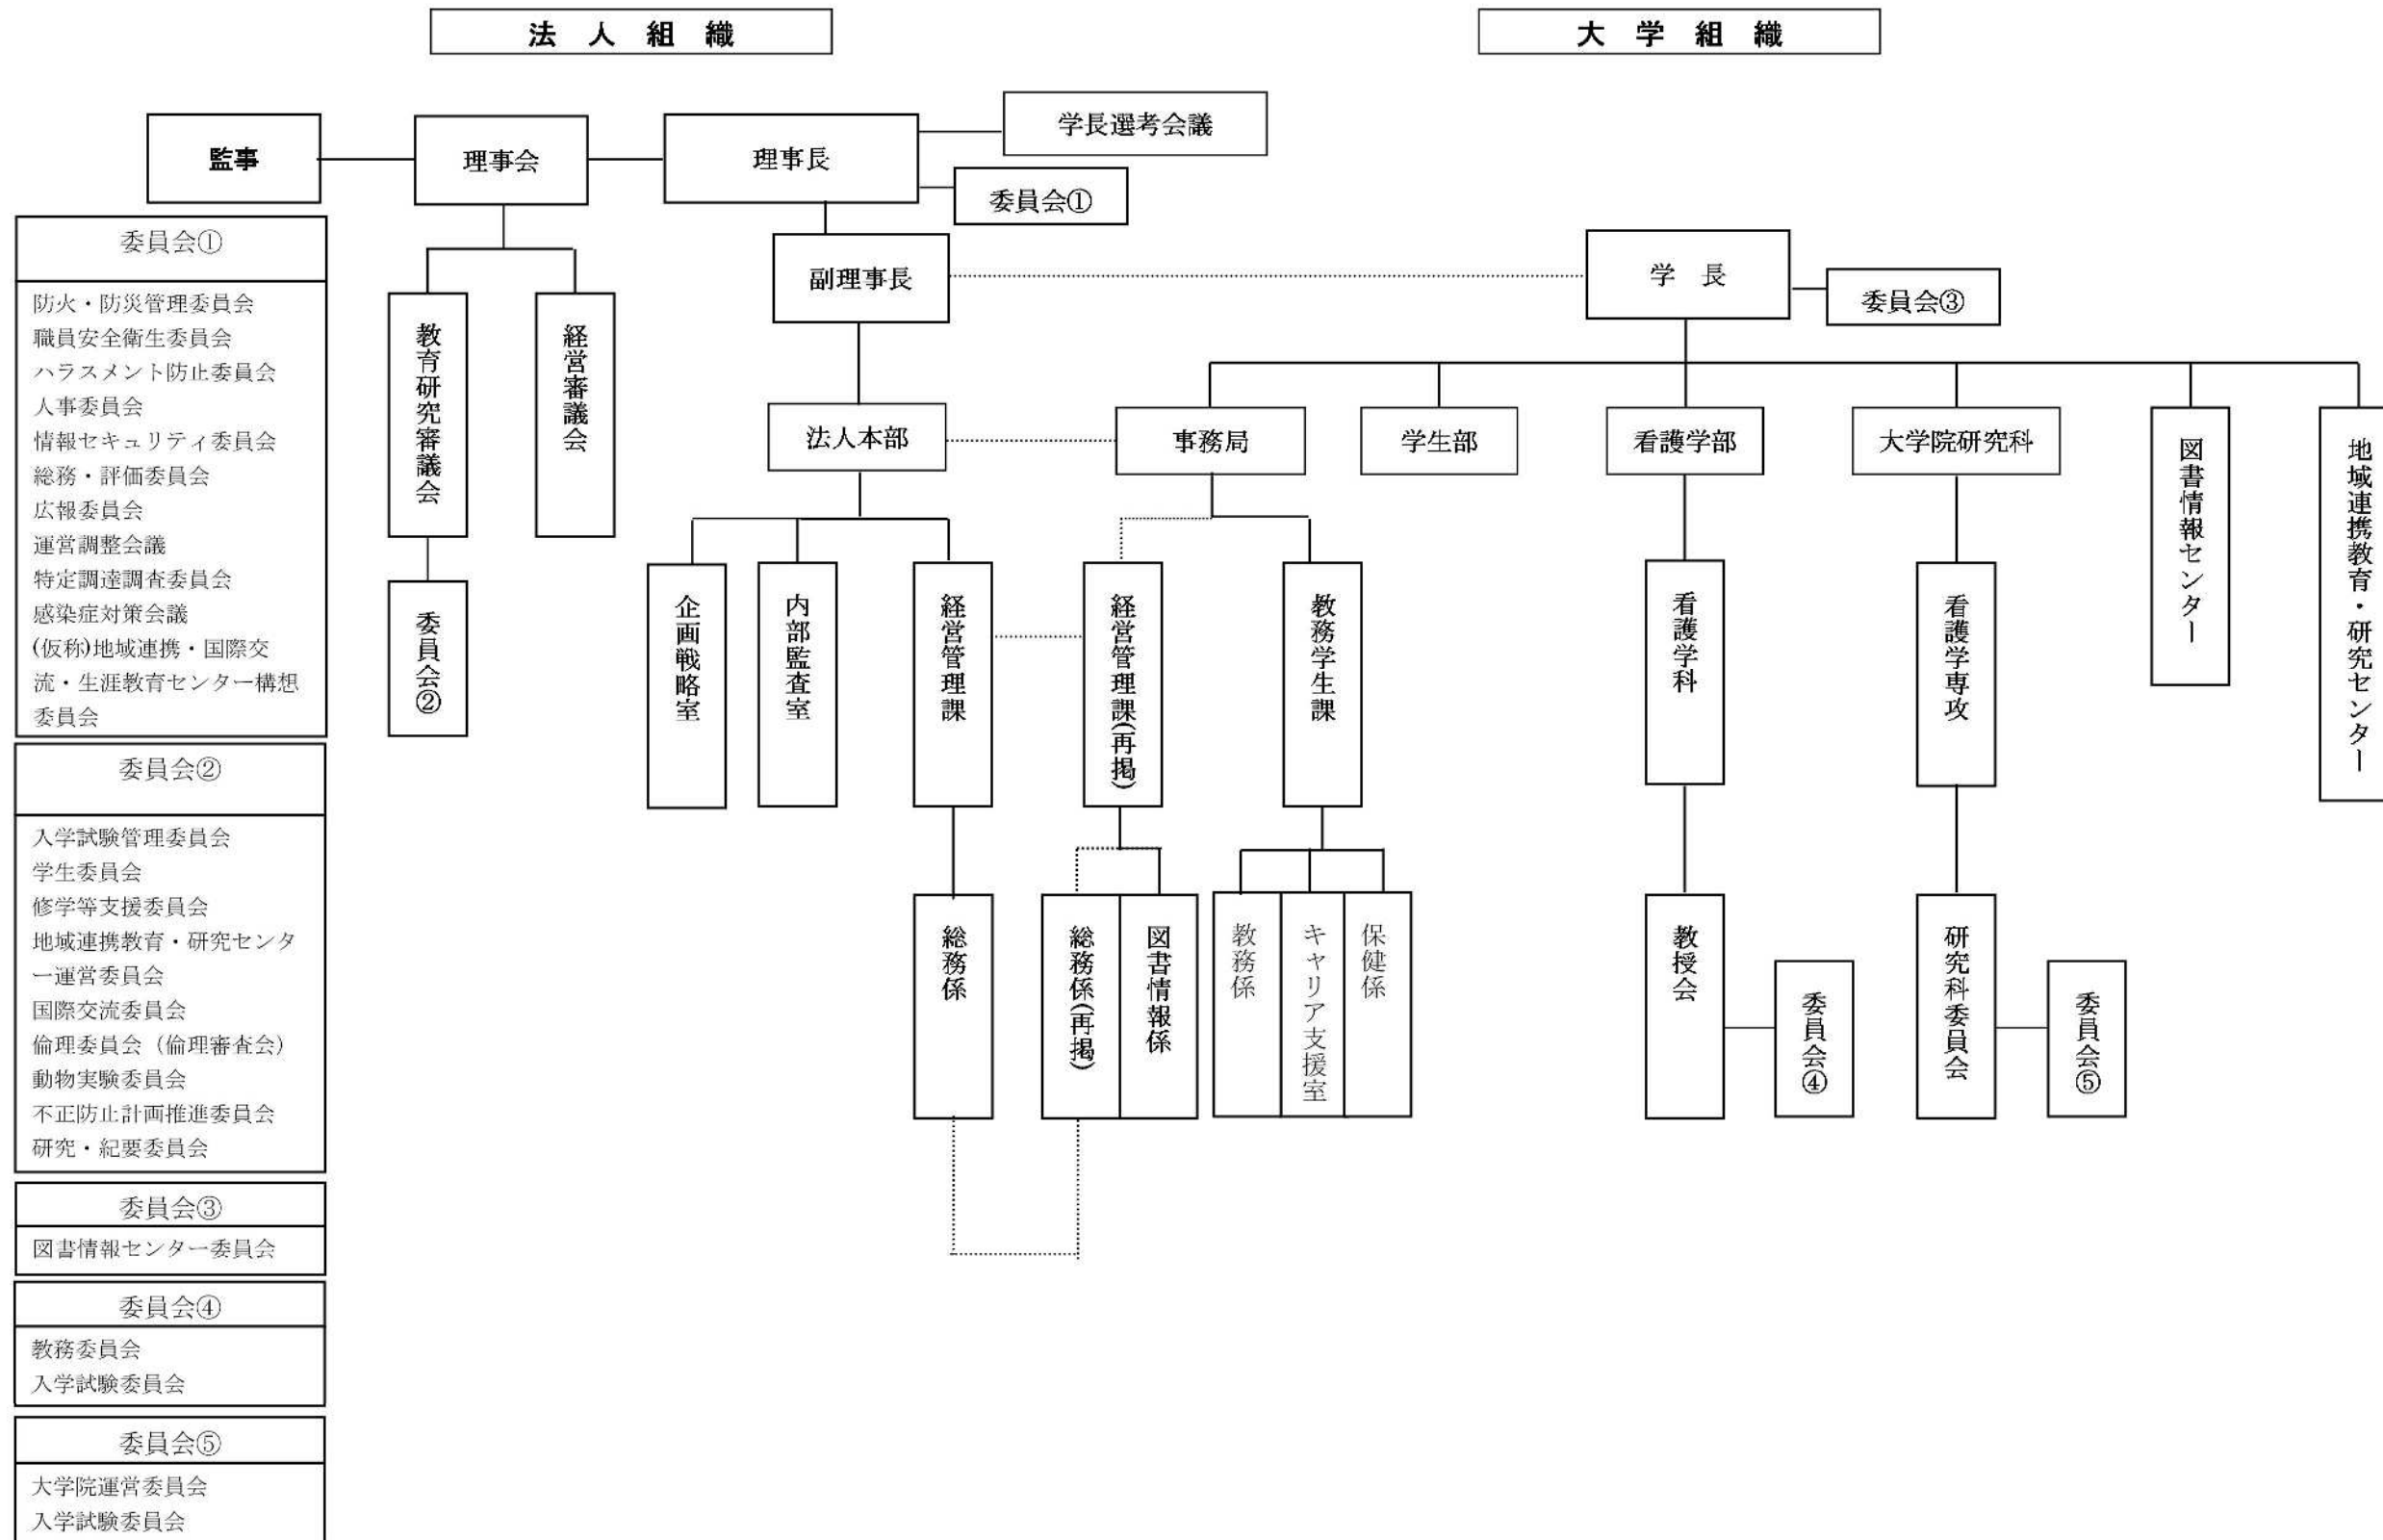 法 人 組 織
大 学 組 織
監事
理事会
理事長
学長選考会議
委員会①
副理事長
学 長
委員会③
教育研究審議会
経営審議会
委員会②
法人本部
事務局
学生部
看護学部
大学院研究科
図書情報センター
地域連携教育・研究センター
企画戦略室
内部監査室
経営管理課
経営管理課(再掲)
教務学生課
看護学科
看護学専攻
総務係
総務係(再掲)
図書情報係
教務係
キャリア支援室
保健係
教授会
委員会④
研究科委員会
委員会⑤
委員会①
防火・防災管理委員会
職員安全衛生委員会
ハラスメント防止委員会
人事委員会
情報セキュリティ委員会
総務・評価委員会
広報委員会
運営調整会議
特定調達調査委員会
感染症対策会議
(仮称)地域連携・国際交
流・生涯教育センター構想
委員会
委員会②
入学試験管理委員会
学生委員会
修学等支援委員会
地域連携教育・研究センタ
ー運営委員会
国際交流委員会
倫理委員会（倫理審査会）
動物実験委員会
不正防止計画推進委員会
研究・紀要委員会
委員会③
図書情報センター委員会
委員会④
教務委員会
入学試験委員会
委員会⑤
大学院運営委員会
入学試験委員会